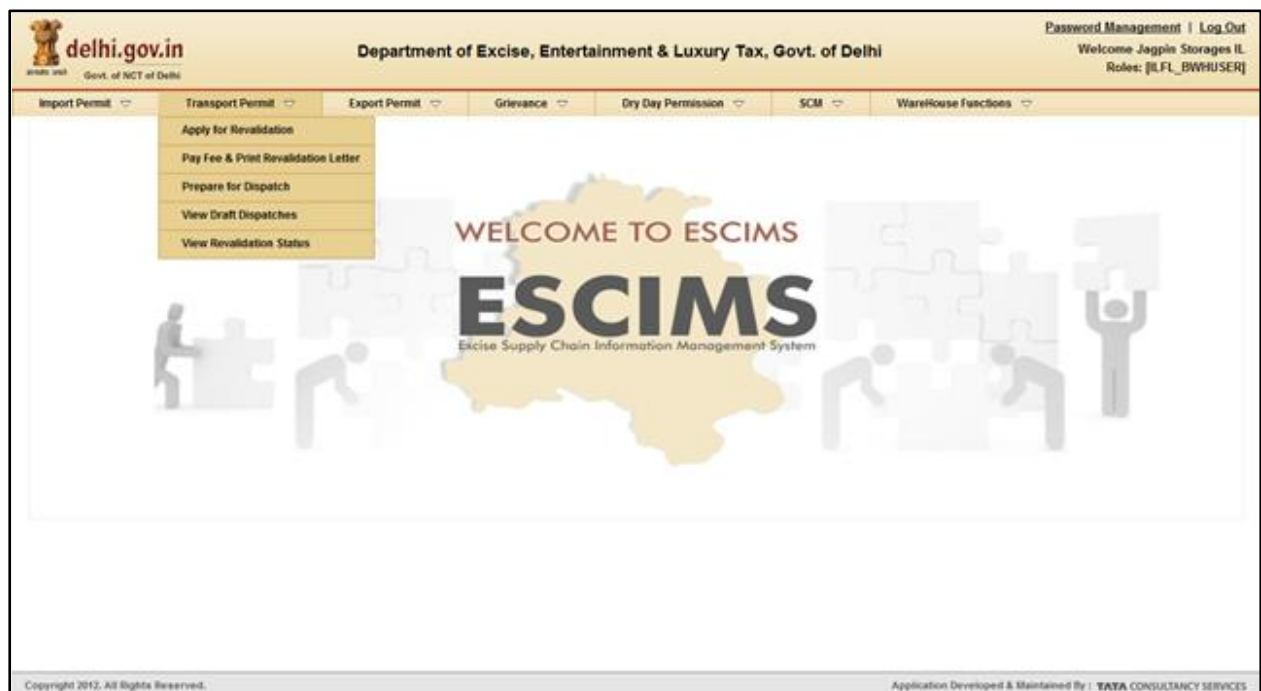 Password Management | Log Out
delhi.gov.in
Govt. of NCT of Delhi
Department of Excise, Entertainment & Luxury Tax, Govt. of Delhi
Welcome Jagpin Storages IL
Roles: [ILFL_BWHUSER]
Import Permit
Transport Permit
Export Permit
Grievance
Dry Day Permission
SCM
WareHouse Functions
Apply for Revalidation
Pay Fee & Print Revalidation Letter
Prepare for Dispatch
View Draft Dispatches
View Revalidation Status
WELCOME TO ESCIMS
ESCIMS
Excise Supply Chain Information Management System
Copyright 2012. All Rights Reserved.
Application Developed & Maintained By : TATA CONSULTANCY SERVICES